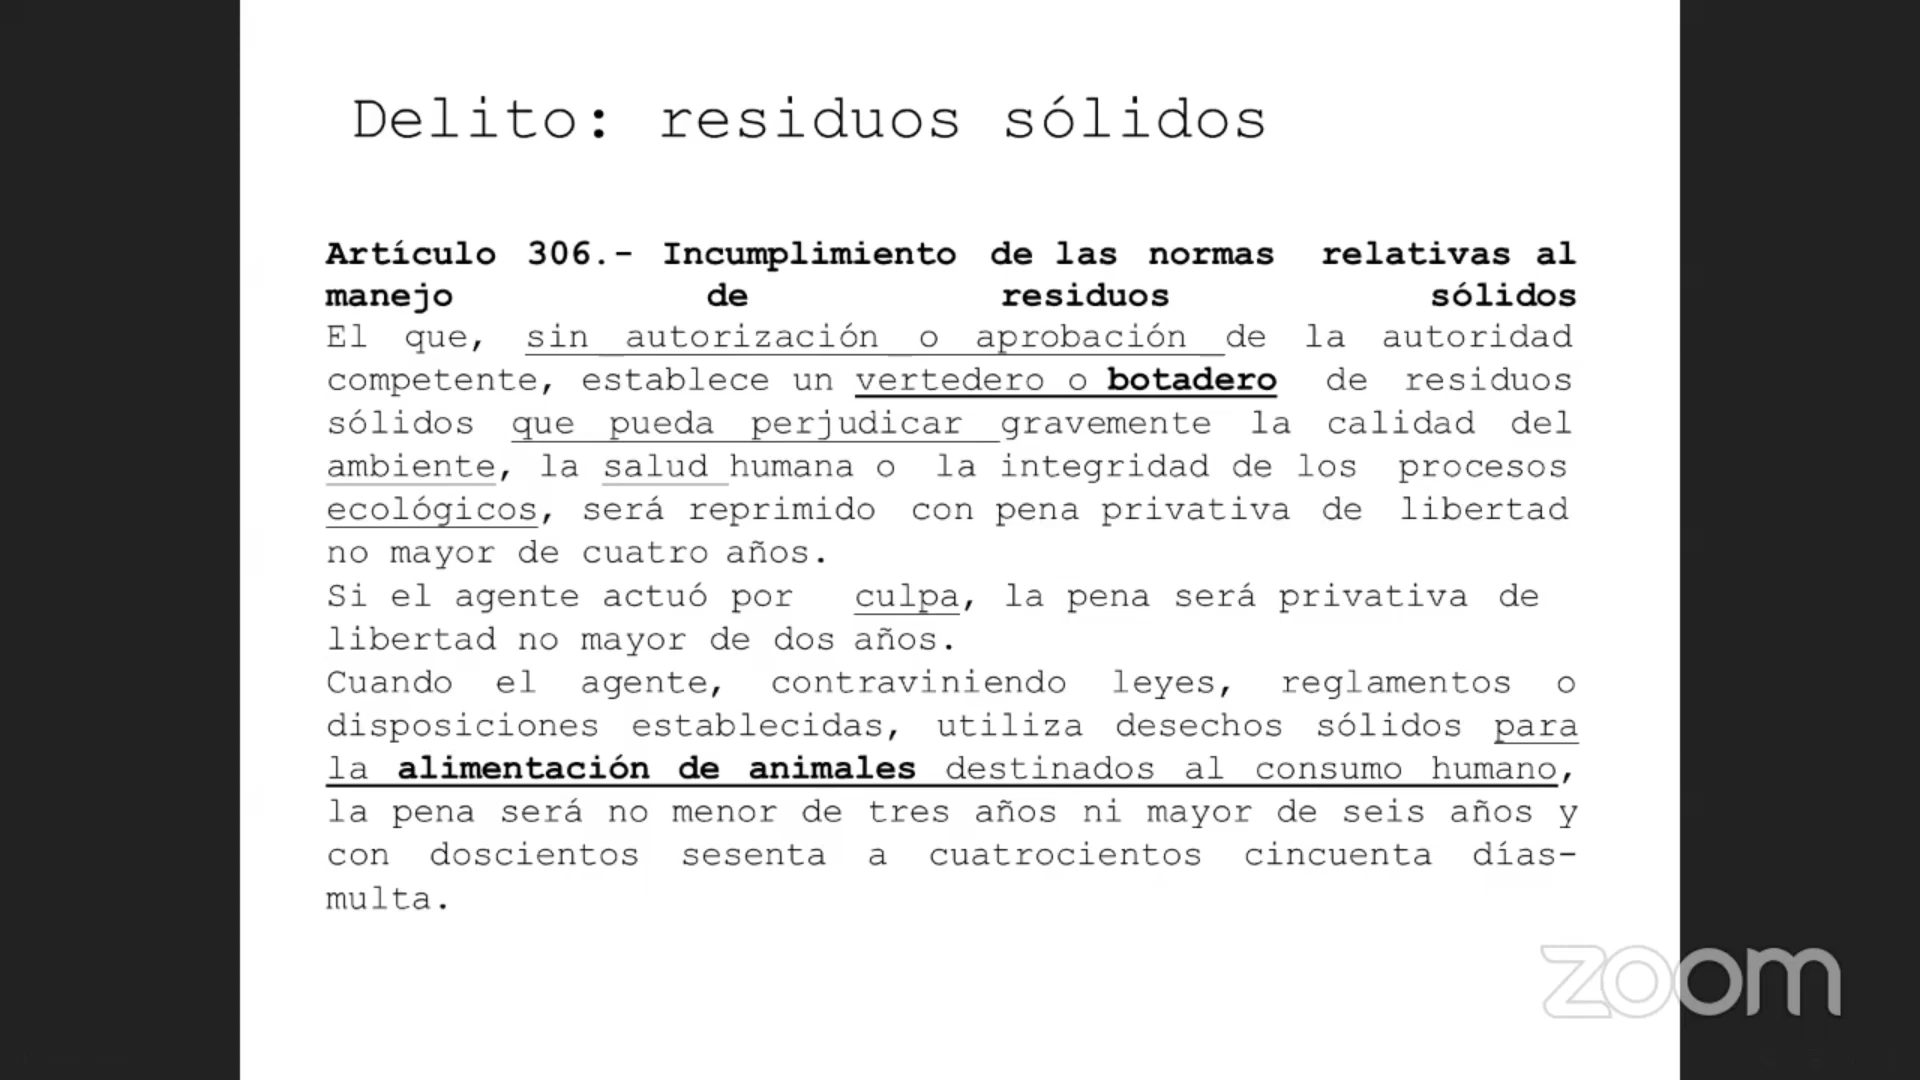 Delito: residuos sólidos
Artículo 306.- Incumplimiento de las normas relativas al
manejo de residuos sólidos
El que, sin autorización o aprobación de la autoridad
competente, establece un vertedero o botadero de residuos
sólidos que pueda perjudicar gravemente la calidad del
ambiente, la salud humana o la integridad de los procesos
ecológicos, será reprimido con pena privativa de libertad
no mayor de cuatro años.
Si el agente actuó por culpa, la pena será privativa de
libertad no mayor de dos años.
Cuando el agente, contraviniendo leyes, reglamentos o
disposiciones establecidas, utiliza desechos sólidos para
la alimentación de animales destinados al consumo humano,
la pena será no menor de tres años ni mayor de seis años y
con doscientos sesenta a cuatrocientos cincuenta días-
multa.
zoom